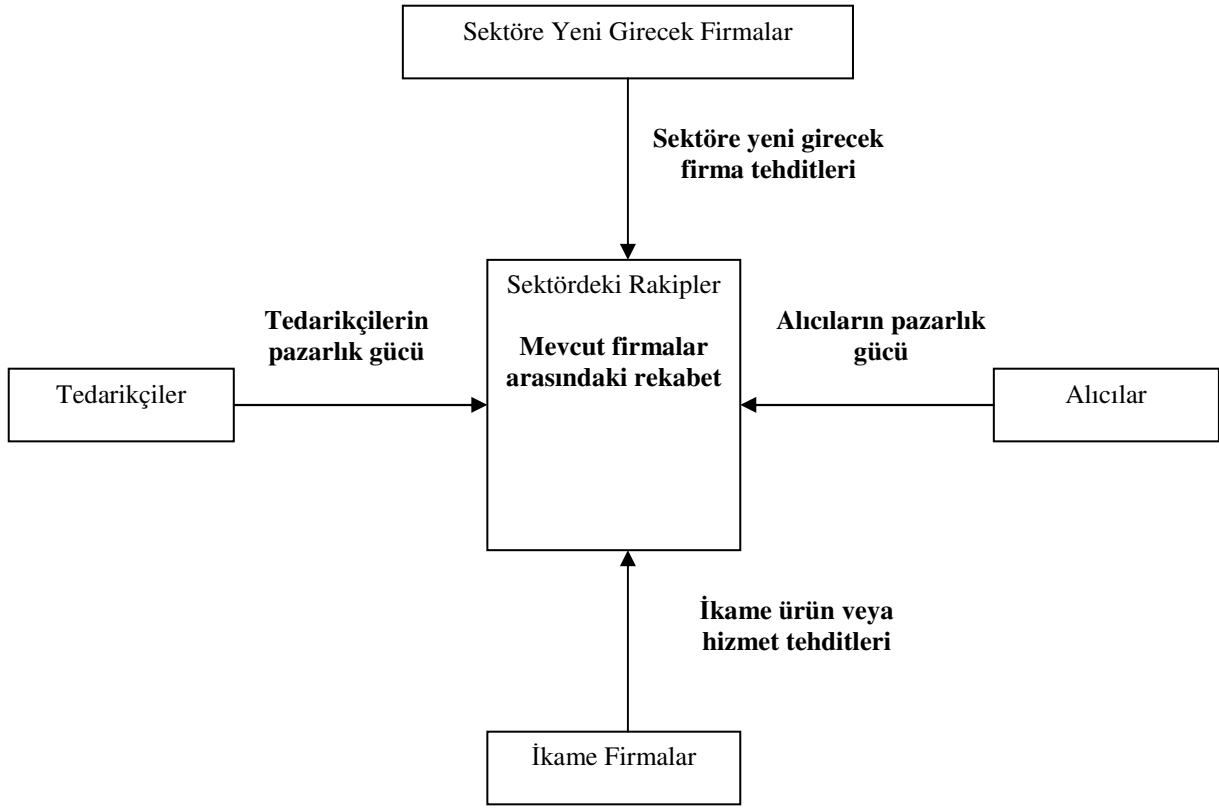 Sektöre Yeni Girecek Firmalar
Sektöre yeni girecek
firma tehditleri
Sektördeki Rakipler
Mevcut firmalar
arasındaki rekabet
Tedarikçilerin
pazarlık gücü
Tedarikçiler
Alıcıların pazarlık
gücü
Alıcılar
İkame ürün veya
hizmet tehditleri
İkame Firmalar